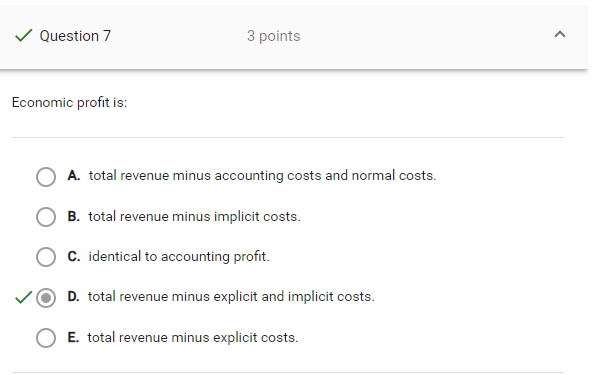 Question 7 3 points
Economic profit is:
A. total revenue minus accounting costs and normal costs.
B. total revenue minus implicit costs.
C. identical to accounting profit.
D. total revenue minus explicit and implicit costs.
E. total revenue minus explicit costs.